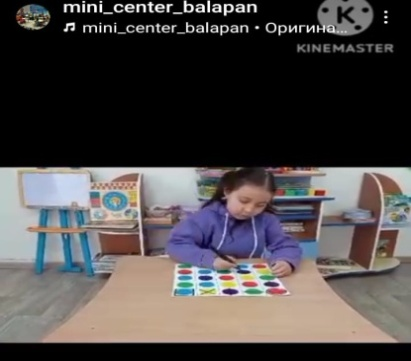 mini_center_balapan
♫ mini_center_balapan • Оригина...
KINEMASTER